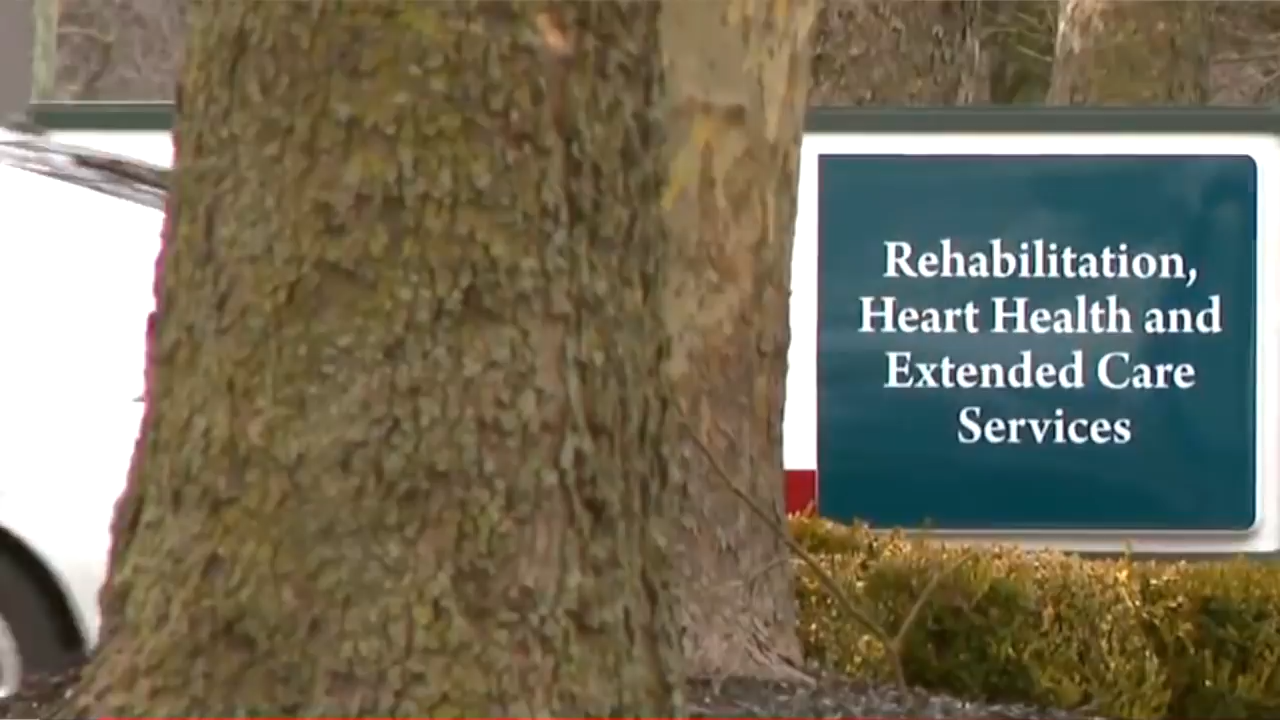 Rehabilitation,
Heart Health and
Extended Care
Services